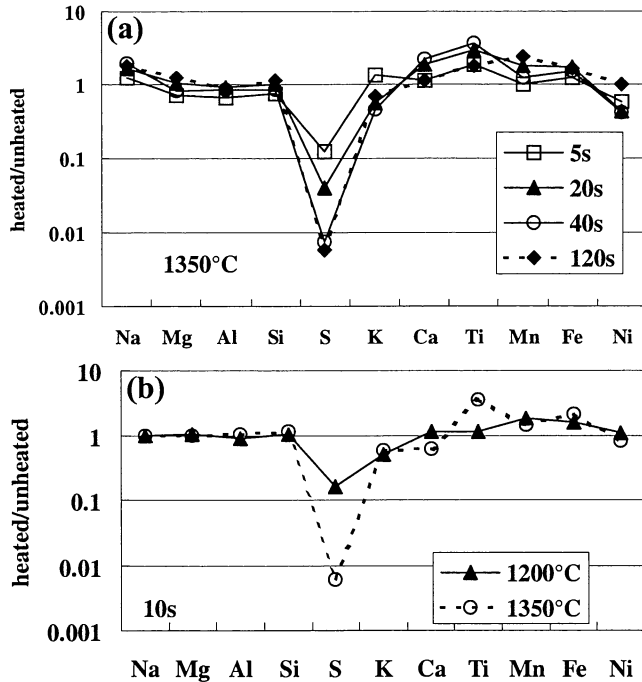 (a)
heated/unheated
10
1
0.1
0.01
0.001
5s
20s
40s
120s
1350°C
Na Mg Al Si S K Ca Ti Mn Fe Ni
(b)
heated/unheated
10
1
0.1
0.01
0.001
1200°C
1350°C
10s
Na Mg Al Si S K Ca Ti Mn Fe Ni